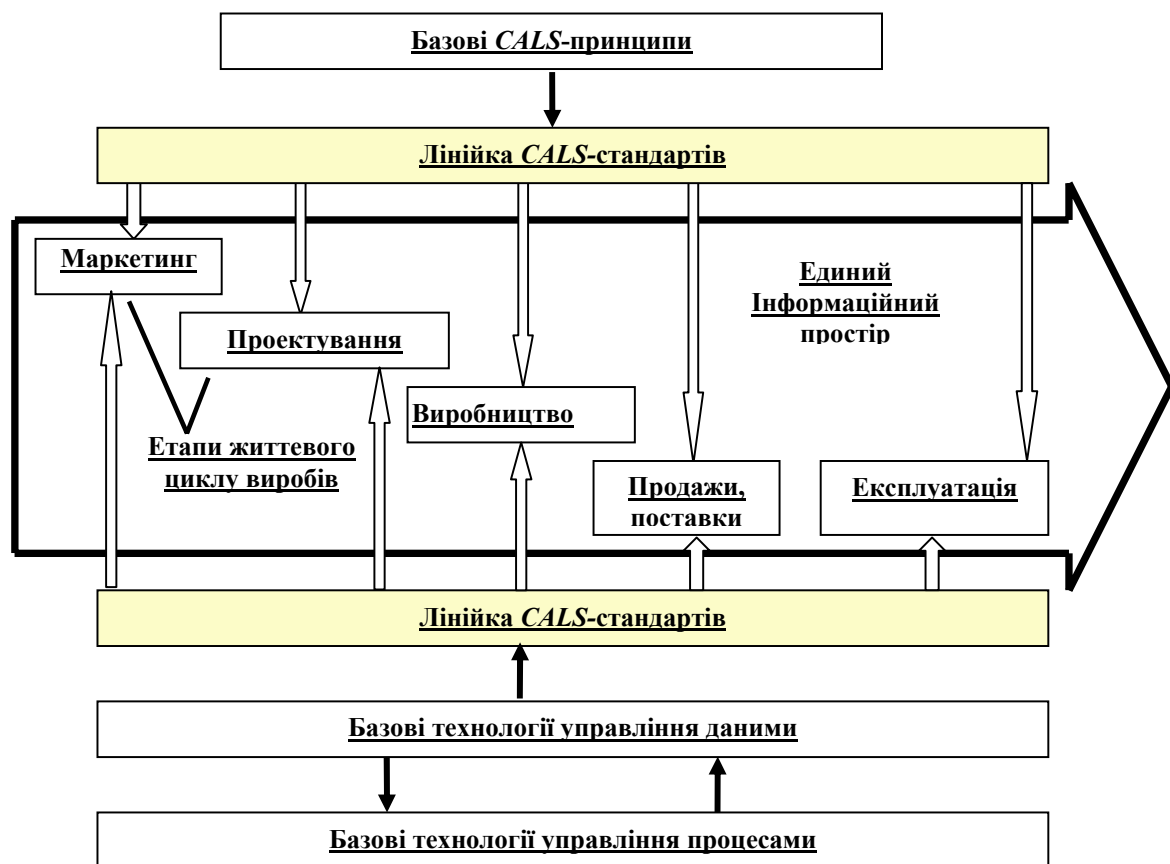 Базові CALS-принципи
Лінійка CALS-стандартів
Маркетинг
Единий
Інформаційний
простір
Проектування
Виробництво
Етапи життевого
циклу виробів
Продажи,
поставки
Експлуатація
Лінійка CALS-стандартів
Базові технології управління даними
Базові технології управління процесами